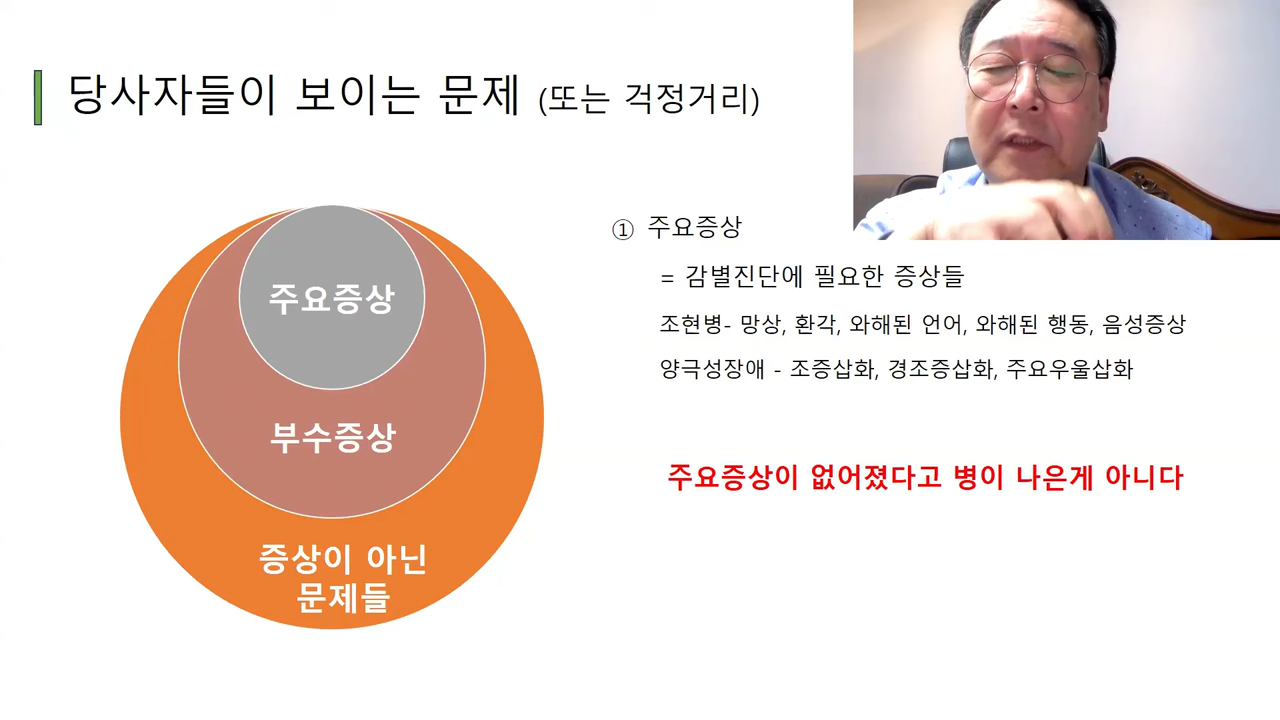 당사자들이 보이는 문제 (또는 걱정거리)
주요증상
부수증상
증상이 아닌
문제들
① 주요증상
= 감별진단에 필요한 증상들
조현병- 망상, 환각, 와해된 언어, 와해된 행동, 음성증상
양극성장애 - 조증삽화, 경조증삽화, 주요우울삽화
주요증상이 없어졌다고 병이 나은게 아니다